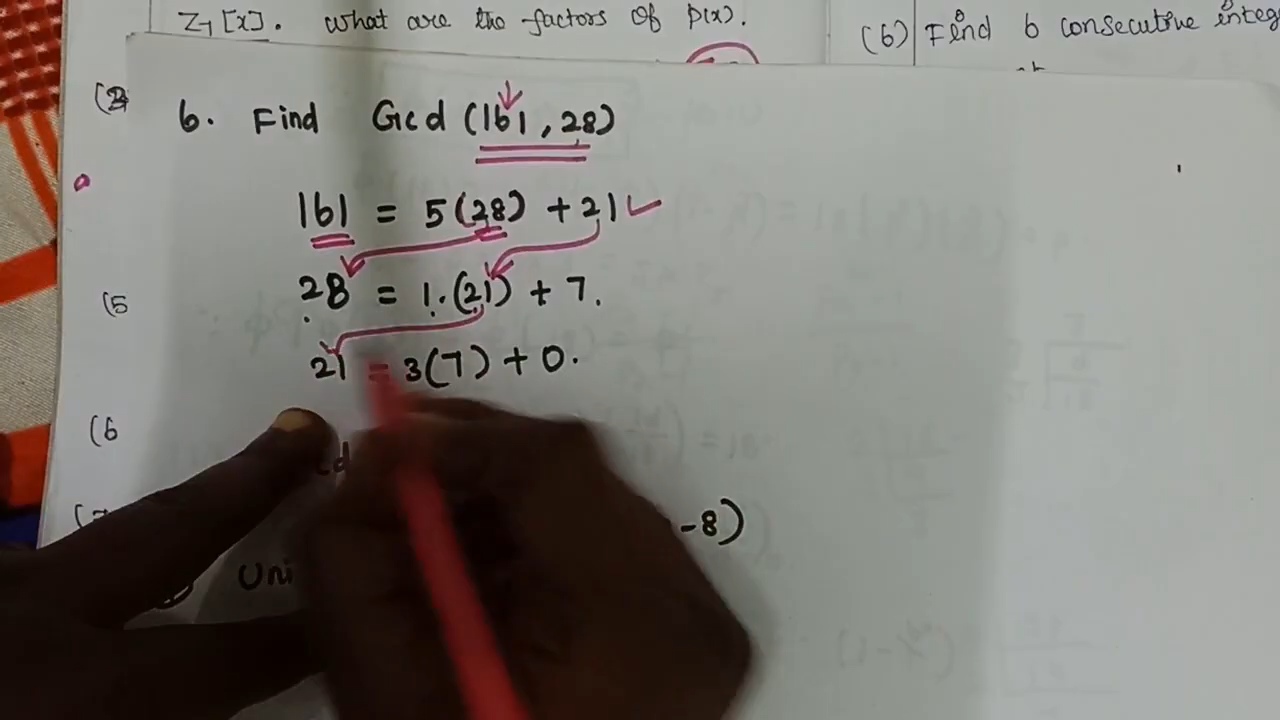 Z7[x]. What are the factors of P(x).
(6) Find 6 consecutive integ
6. Find Gcd (161, 28)
161 = 5(28) + 21
28 = 1.(21) + 7.
(5
21 = 3(7) + 0.
(6
-8)
Uni